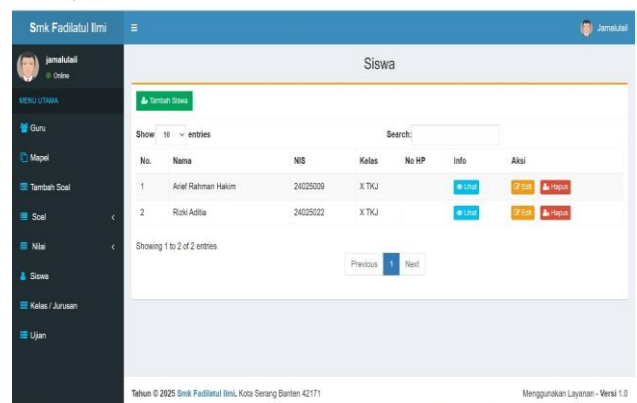 Smk Fadilatul Ilmi
Jamalulail
jamalulail
Online
MENU UTAMA
Guru
Mapel
Tambah Soal
Soal
Nilai
Siswa
Kelas / Jurusan
Ujian
Siswa
Tambah Siswa
Show 10 entries Search:
No. Nama NIS Kelas No HP Info Aksi
1 Arief Rahman Hakim 24025009 X TKJ Lihat Edit Hapus
2 Rizki Aditia 24025022 X TKJ Lihat Edit Hapus
Showing 1 to 2 of 2 entries
Previous 1 Next
Tahun © 2025 Smk Fadilatul Ilmi. Kota Serang Banten 42171 Menggunakan Layanan - Versi 1.0